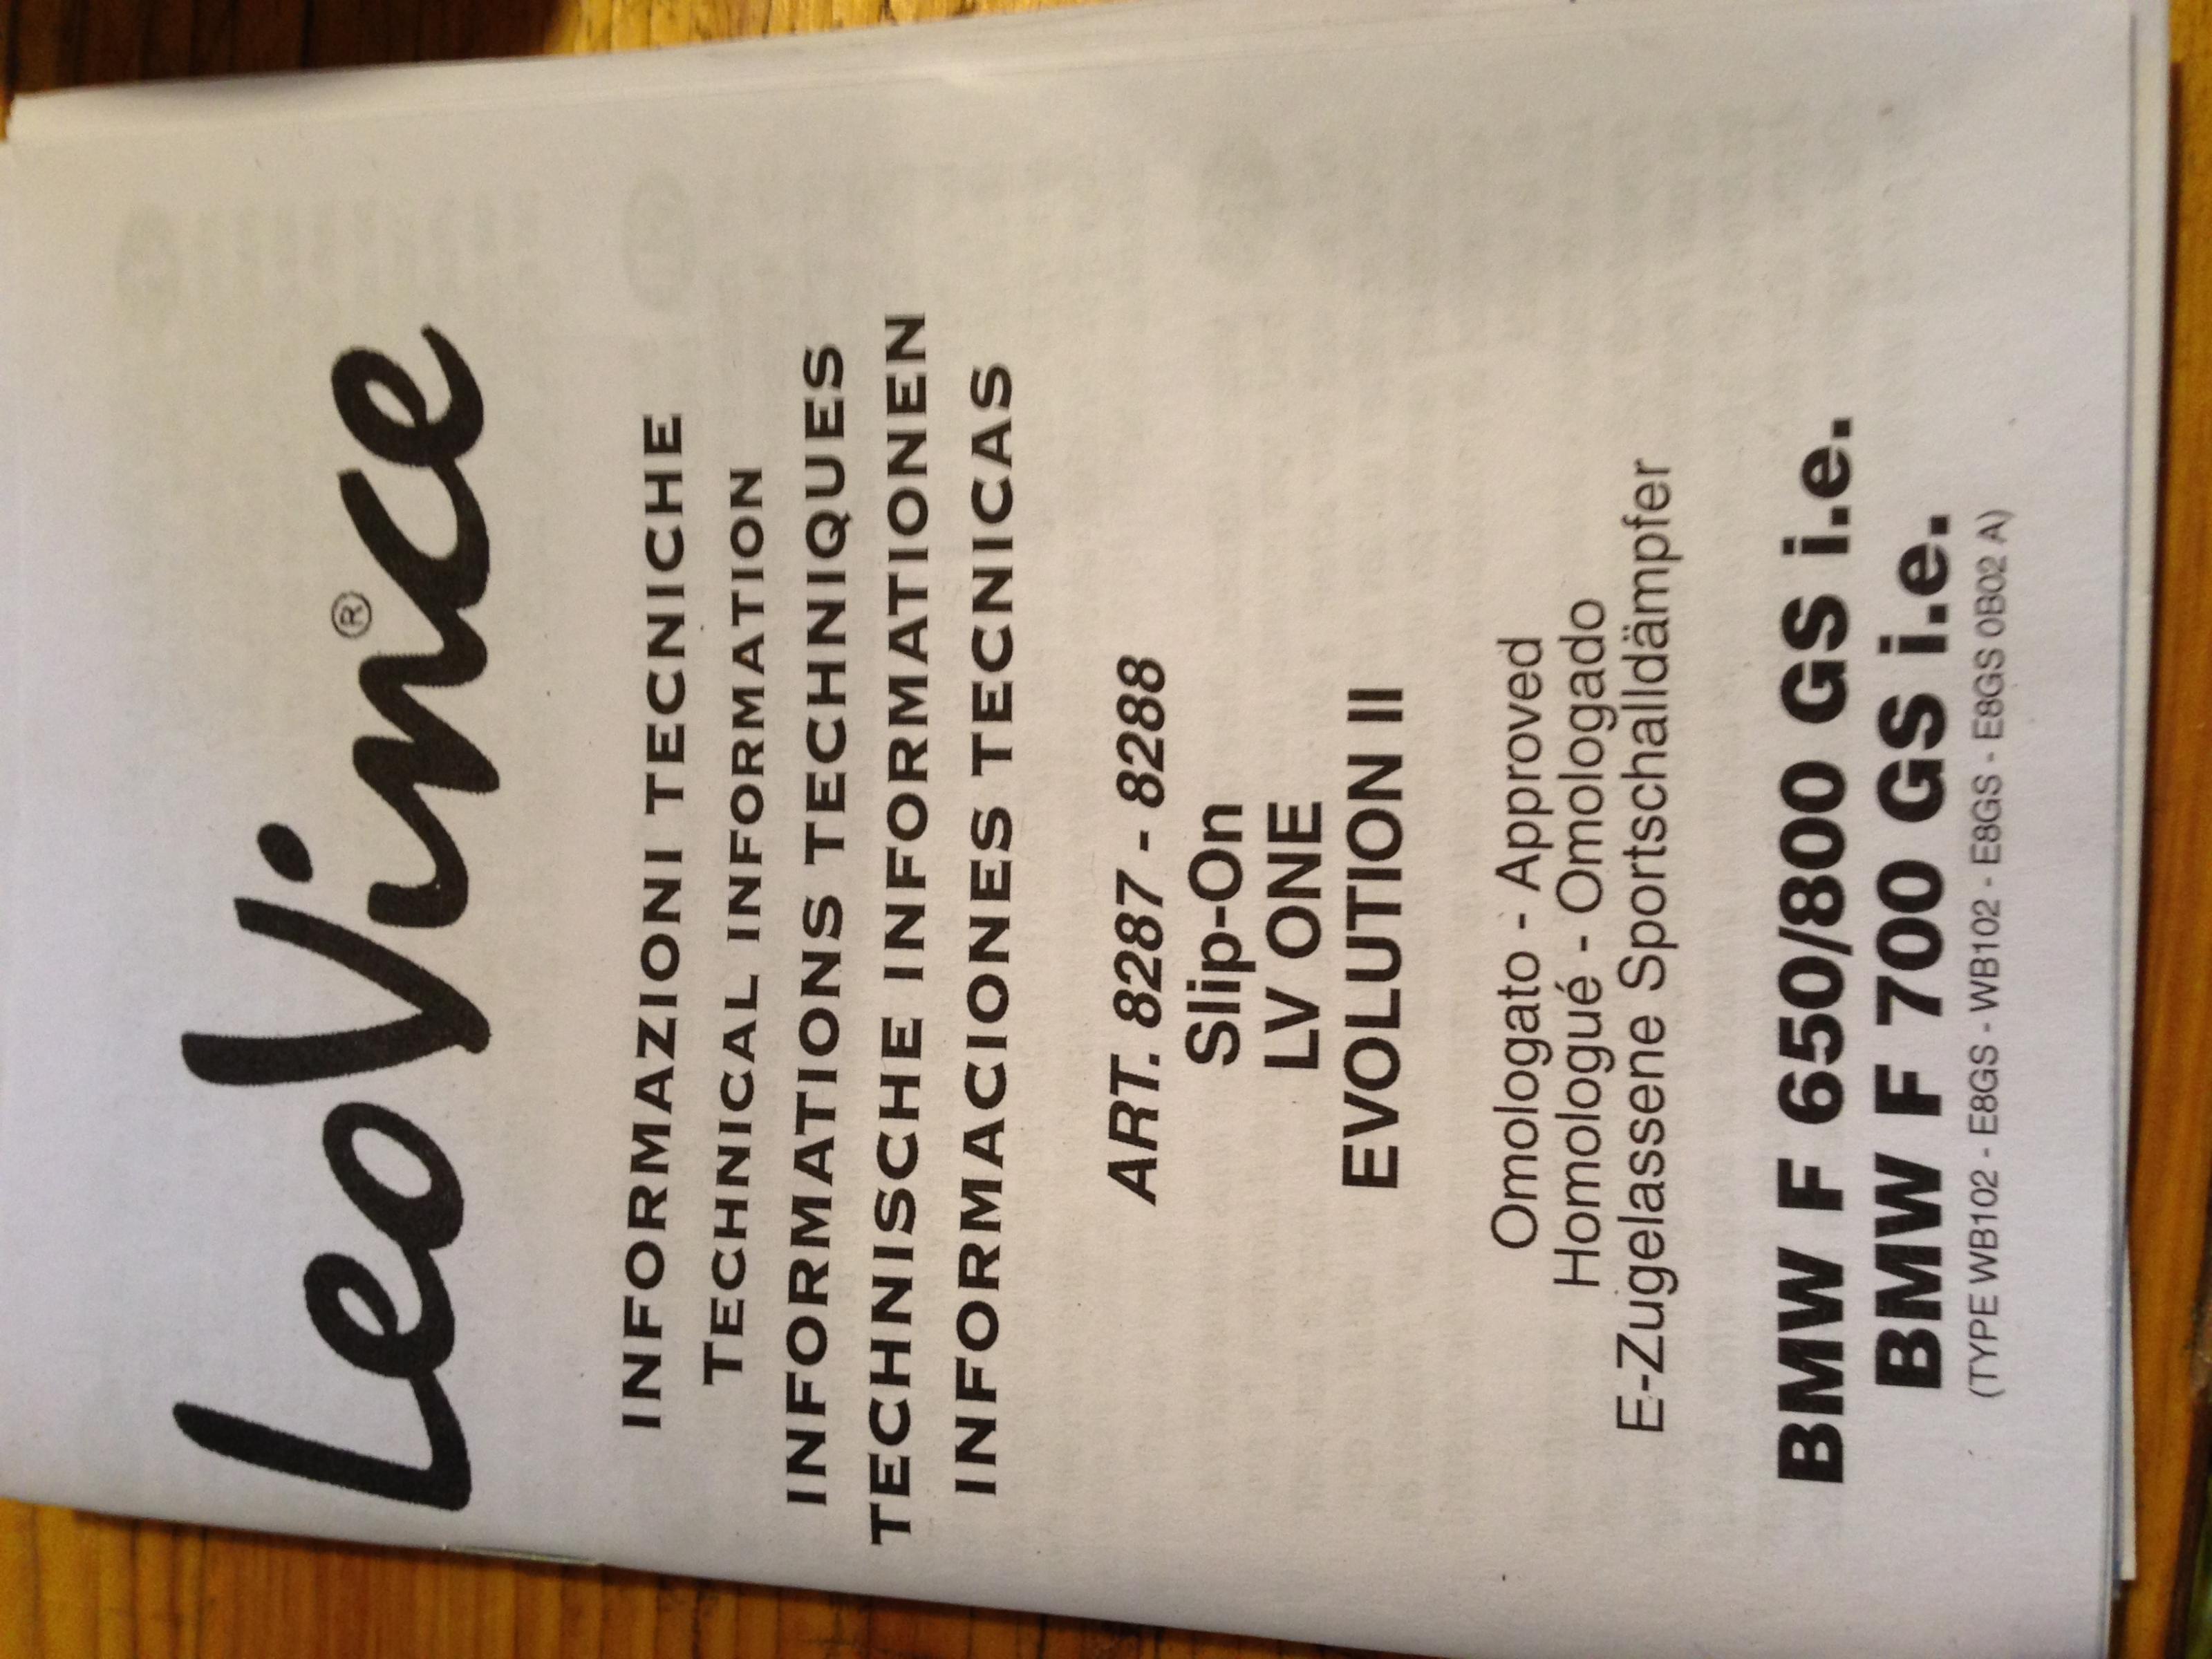 LeoVince®
INFORMAZIONI TECNICHE
TECHNICAL INFORMATION
INFORMATIONS TECHNIQUES
TECHNISCHE INFORMATIONEN
INFORMACIONES TECNICAS
ART. 8287 - 8288
Slip-On
LV ONE
EVOLUTION II
Omologato - Approved
Homologué - Omologado
E-Zugelassene Sportschalldämpfer
BMW F 650/800 GS i.e.
BMW F 700 GS i.e.
(TYPE WB102 - E8GS - WB102 - E8GS - E8GS 0B02 A)